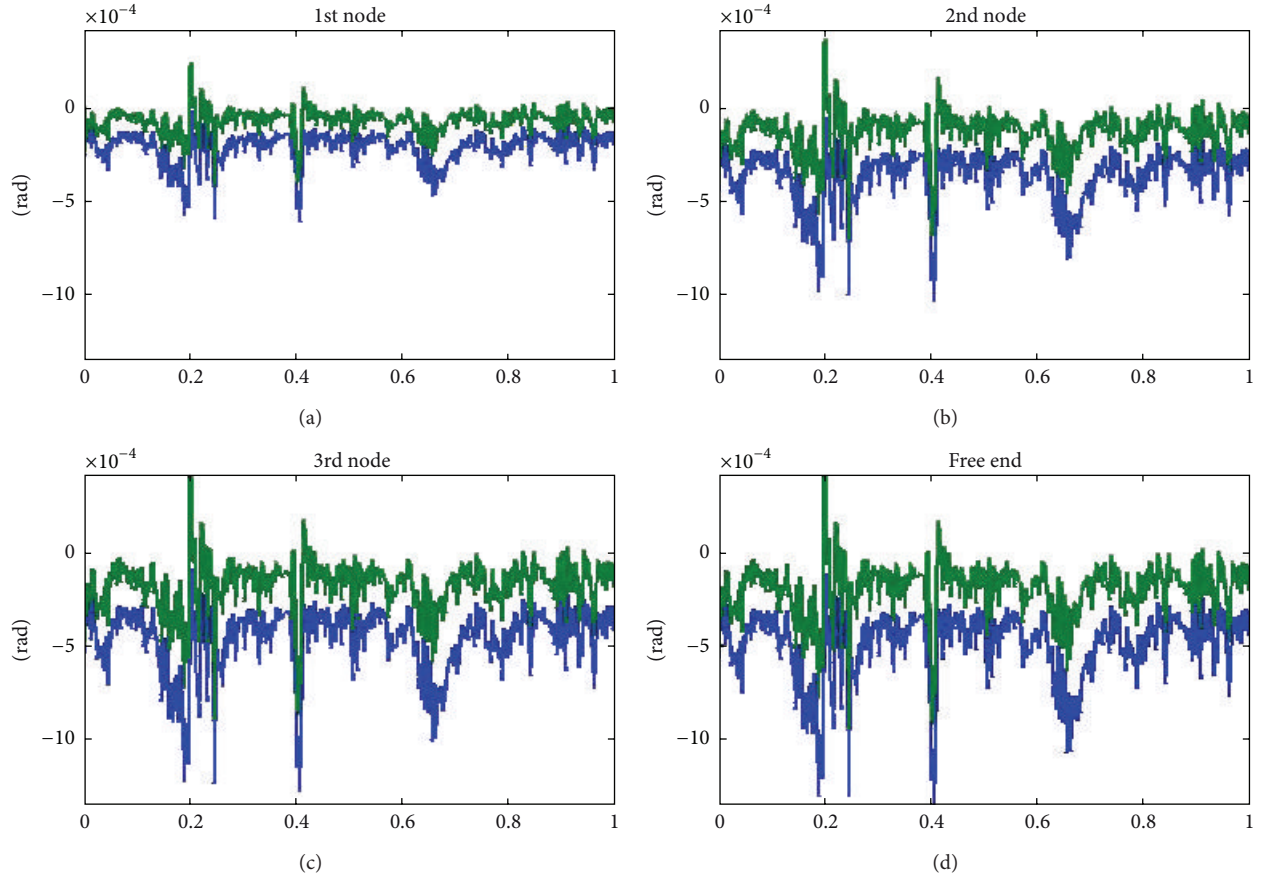 ×10⁻⁴ 1st node
0
−5
−10
(rad)
0 0.2 0.4 0.6 0.8 1
(a)
×10⁻⁴ 2nd node
0
−5
−10
(rad)
0 0.2 0.4 0.6 0.8 1
(b)
×10⁻⁴ 3rd node
0
−5
−10
(rad)
0 0.2 0.4 0.6 0.8 1
(c)
×10⁻⁴ Free end
0
−5
−10
(rad)
0 0.2 0.4 0.6 0.8 1
(d)